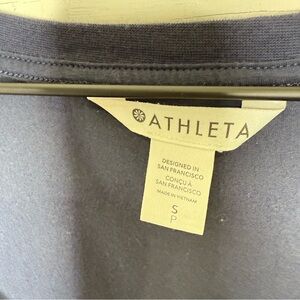 ATHLETA
DESIGNED IN
SAN FRANCISCO
CONÇU À
SAN FRANCISCO
MADE IN VIETNAM
S
P